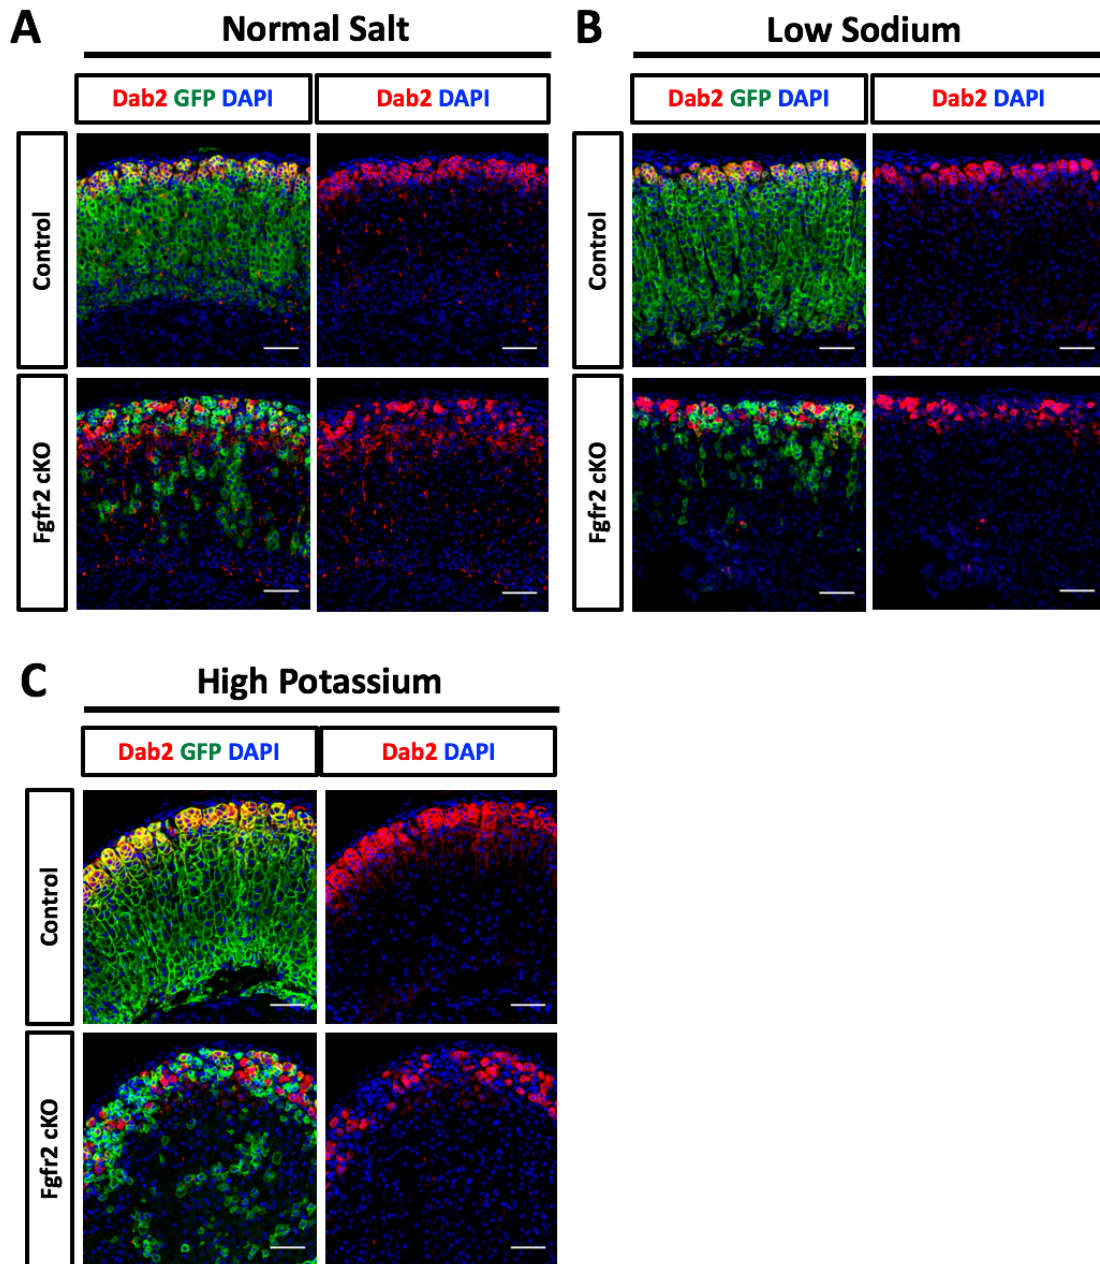 A
Normal Salt
Dab2 GFP DAPI
Dab2 DAPI
Control
Fgfr2 cKO
B
Low Sodium
Dab2 GFP DAPI
Dab2 DAPI
Control
Fgfr2 cKO
C
High Potassium
Dab2 GFP DAPI
Dab2 DAPI
Control
Fgfr2 cKO